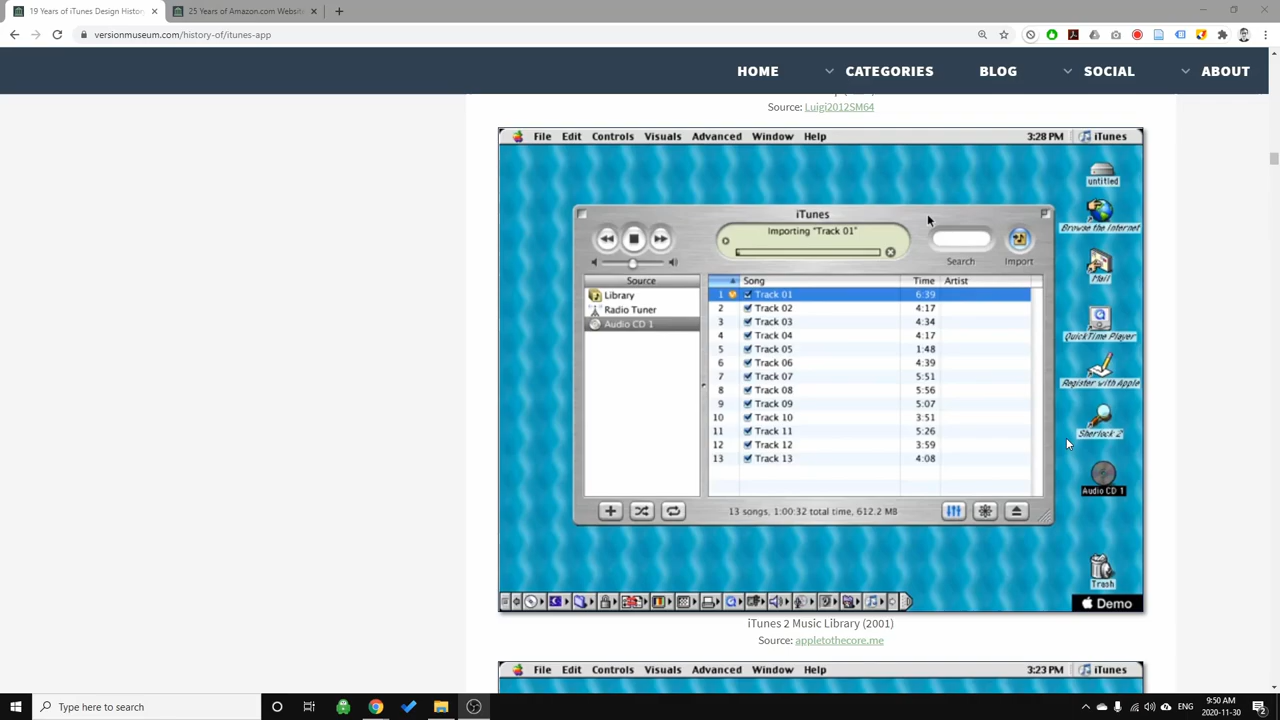 19 Years of iTunes Design Histor
25 Years of Amazon.com Website
versionmuseum.com/history-of/itunes-app
HOME
CATEGORIES
BLOG
SOCIAL
ABOUT
Source: Luigi2012SM64
File Edit Controls Visuals Advanced Window Help
3:28 PM
iTunes
untitled
Browse the Internet
Mail
QuickTime Player
Register with Apple
Sherlock 2
Audio CD 1
Trash
Demo
iTunes
Importing "Track 01"
Search
Import
Source
Library
Radio Tuner
Audio CD 1
Song Time Artist
1 Track 01 6:39
2 Track 02 4:17
3 Track 03 4:34
4 Track 04 4:17
5 Track 05 1:48
6 Track 06 4:39
7 Track 07 5:51
8 Track 08 5:56
9 Track 09 5:07
10 Track 10 3:51
11 Track 11 5:26
12 Track 12 3:59
13 Track 13 4:08
13 songs, 1:00:32 total time, 612.2 MB
iTunes 2 Music Library (2001)
Source: appletothecore.me
File Edit Controls Visuals Advanced Window Help
3:23 PM
iTunes
Type here to search
ENG
9:50 AM
2020-11-30
2